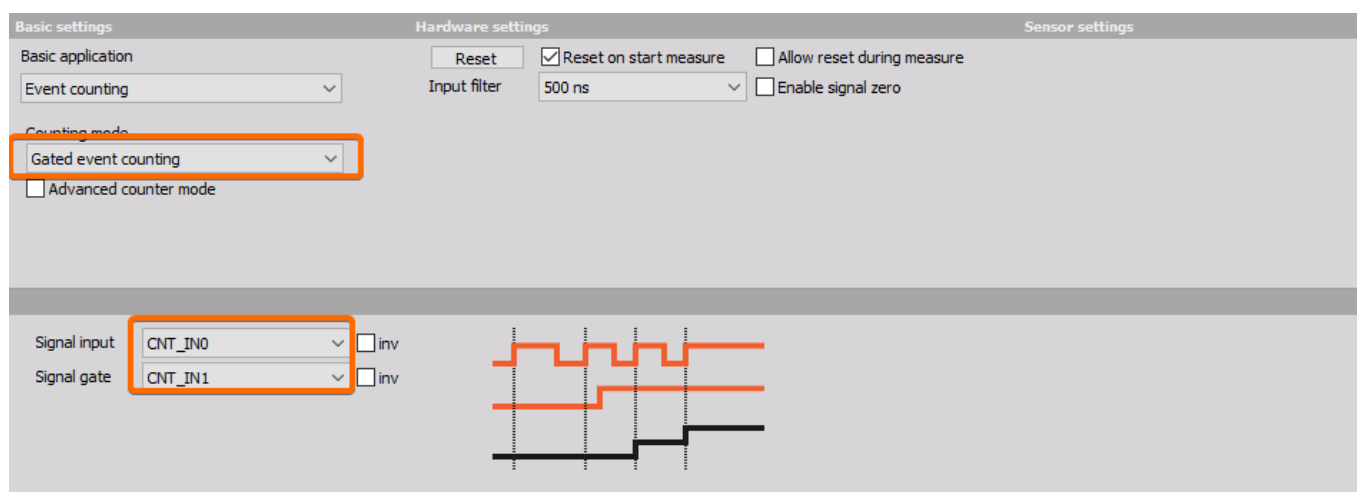 Basic settings
Hardware settings
Sensor settings
Basic application
Reset
Reset on start measure
Allow reset during measure
Event counting
Input filter
500 ns
Enable signal zero
Counting mode
Gated event counting
Advanced counter mode
Signal input
CNT_IN0
inv
Signal gate
CNT_IN1
inv